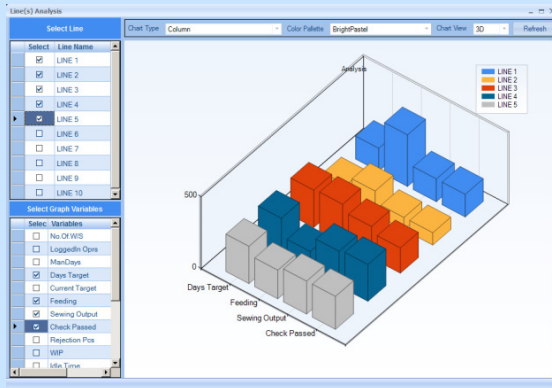 Line(s) Analysis
Select Line
Chart Type Column Color Pallette BrightPastel Chart View 3D Refresh
Select Line Name
LINE 1
LINE 2
LINE 3
LINE 4
LINE 5
LINE 6
LINE 7
LINE 8
LINE 9
LINE 10
Select Graph Variables
Selec Variables
No.Of.W/S
LoggedIn Oprs
ManDays
Days Target
Current Target
Feeding
Sewing Output
Check Passed
Rejection Pcs
WIP
Idle Time
Analysis
LINE 1
LINE 2
LINE 3
LINE 4
LINE 5
500
0
Days Target
Feeding
Sewing Output
Check Passed